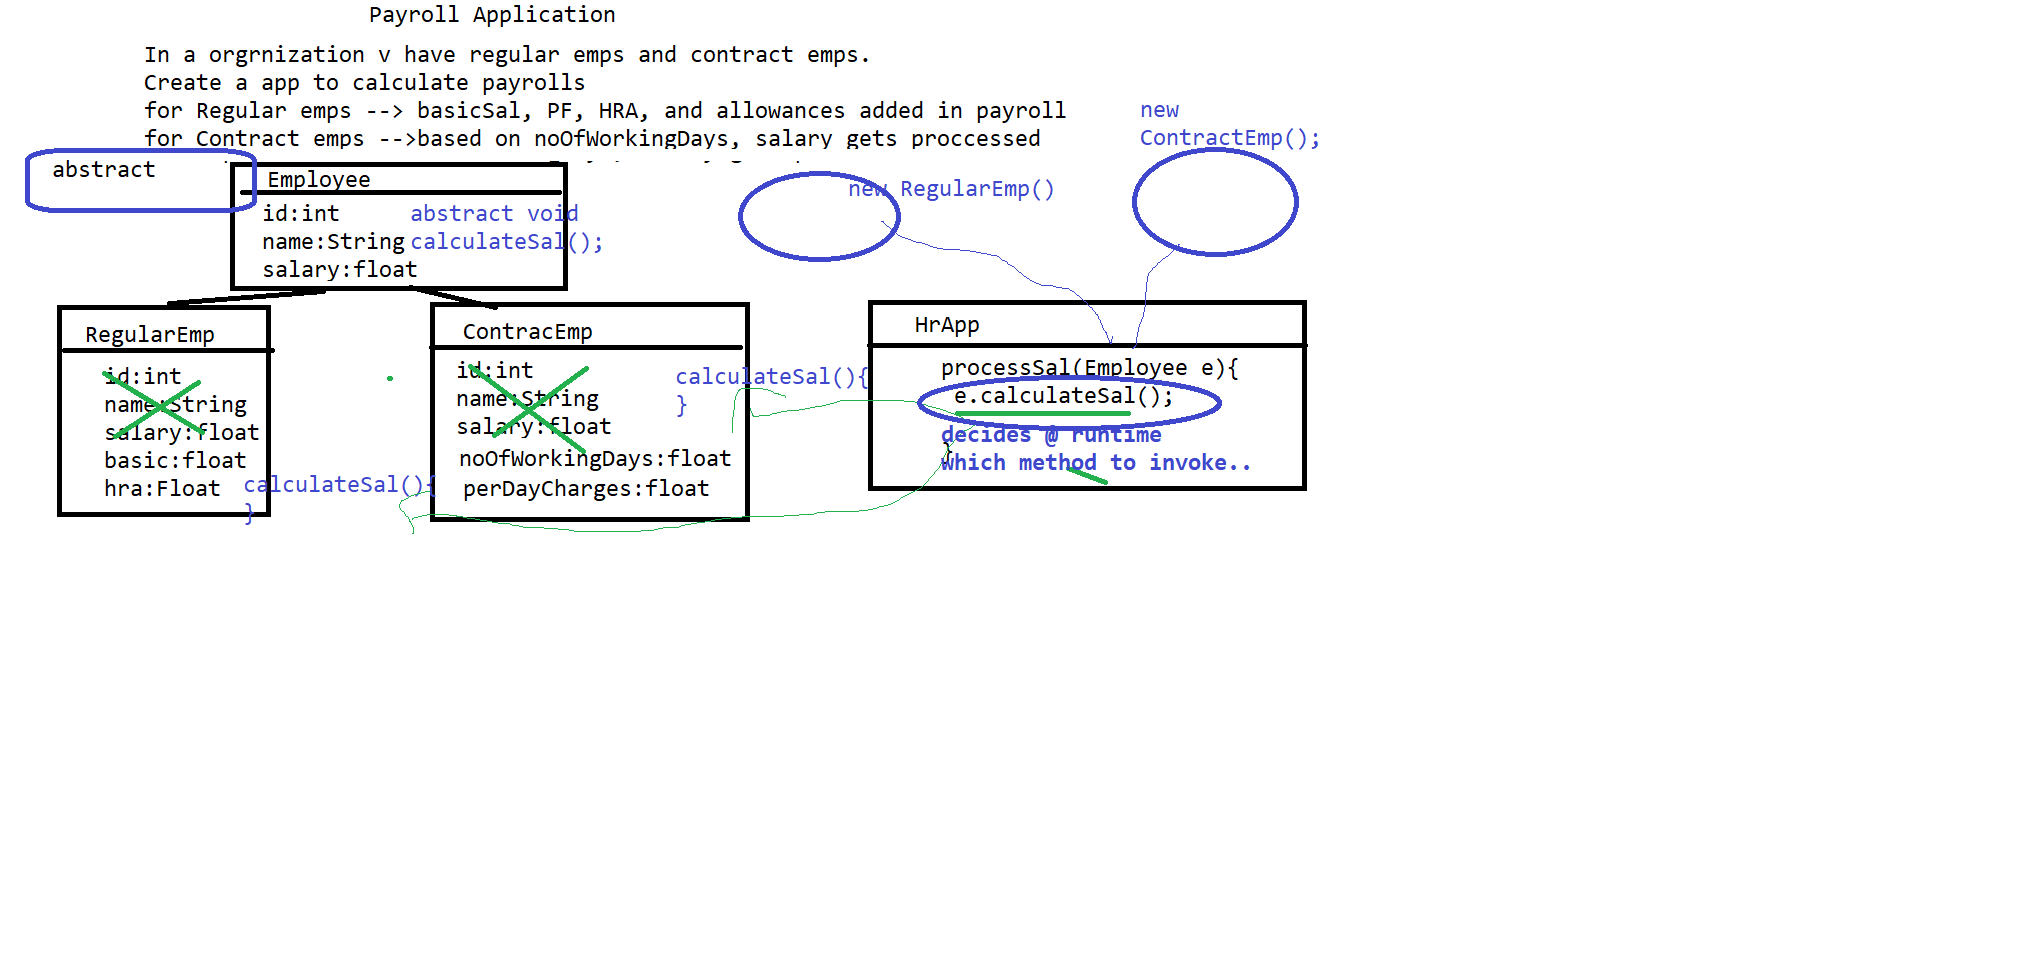 Payroll Application
In a orgrnization v have regular emps and contract emps.
Create a app to calculate payrolls
for Regular emps --> basicSal, PF, HRA, and allowances added in payroll
for Contract emps -->based on noOfWorkingDays, salary gets proccessed
new
ContractEmp();
abstract
Employee
id:int
name:String
salary:float
abstract void
calculateSal();
new RegularEmp()
RegularEmp
id:int
name:String
salary:float
basic:float
hra:Float
calculateSal(){
}
ContracEmp
id:int
name:String
salary:float
noOfWorkingDays:float
perDayCharges:float
calculateSal(){
}
HrApp
processSal(Employee e){
e.calculateSal();
decides @ runtime
}
which method to invoke..